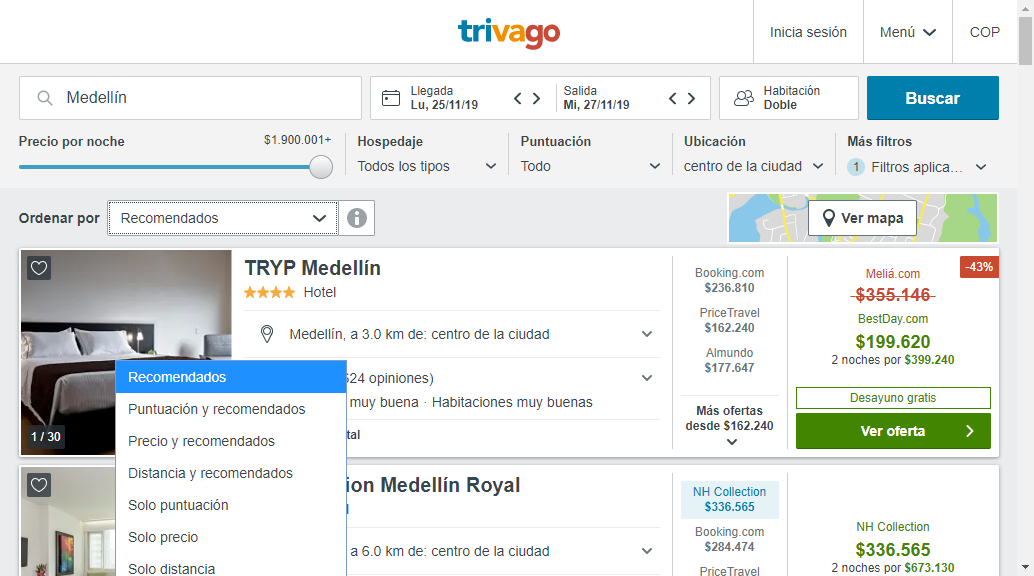 trivago
Inicia sesión
Menú
COP
Medellín
Llegada
Lu, 25/11/19
Salida
Mi, 27/11/19
Habitación
Doble
Buscar
Precio por noche
$1.900.001+
Hospedaje
Todos los tipos
Puntuación
Todo
Ubicación
centro de la ciudad
Más filtros
1 Filtros aplica...
Ordenar por
Recomendados
Ver mapa
TRYP Medellín
Hotel
Medellín, a 3.0 km de: centro de la ciudad
opiniones)
muy buena · Habitaciones muy buenas
1 / 30
Booking.com
$236.810
PriceTravel
$162.240
Almundo
$177.647
Más ofertas
desde $162.240
-43%
Meliá.com
$355.146
BestDay.com
$199.620
2 noches por $399.240
Desayuno gratis
Ver oferta
Recomendados
Puntuación y recomendados
Precio y recomendados
Distancia y recomendados
Solo puntuación
Solo precio
Solo distancia
Medellín Royal
a 6.0 km de: centro de la ciudad
NH Collection
$336.565
Booking.com
$284.474
PriceTravel
NH Collection
$336.565
2 noches por $673.130